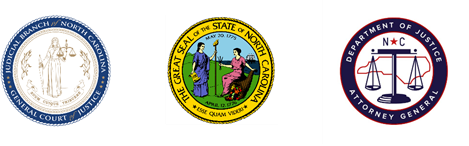 JUDICIAL BRANCH of NORTH CAROLINA
GENERAL COURT of JUSTICE
THE GREAT SEAL OF THE STATE OF NORTH CAROLINA
MAY 20, 1775
APRIL 12, 1776
ESSE QUAM VIDERI
DEPARTMENT OF JUSTICE
N★C
ATTORNEY GENERAL